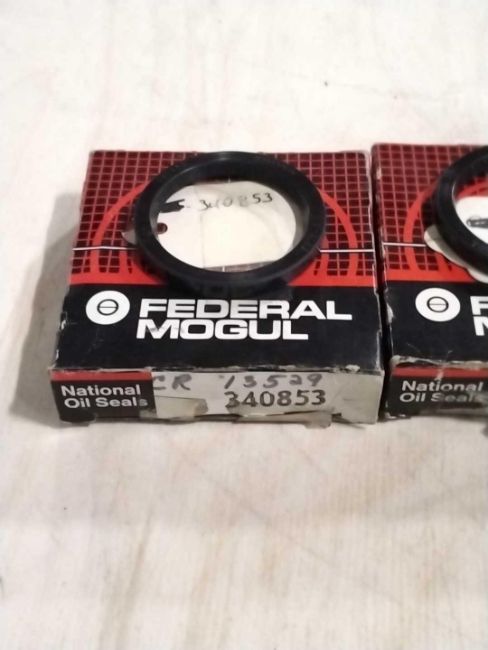 340853
FEDERAL
MOGUL
CR 13529
National
Oil Seals
340853
F
M
National
Oil Seals